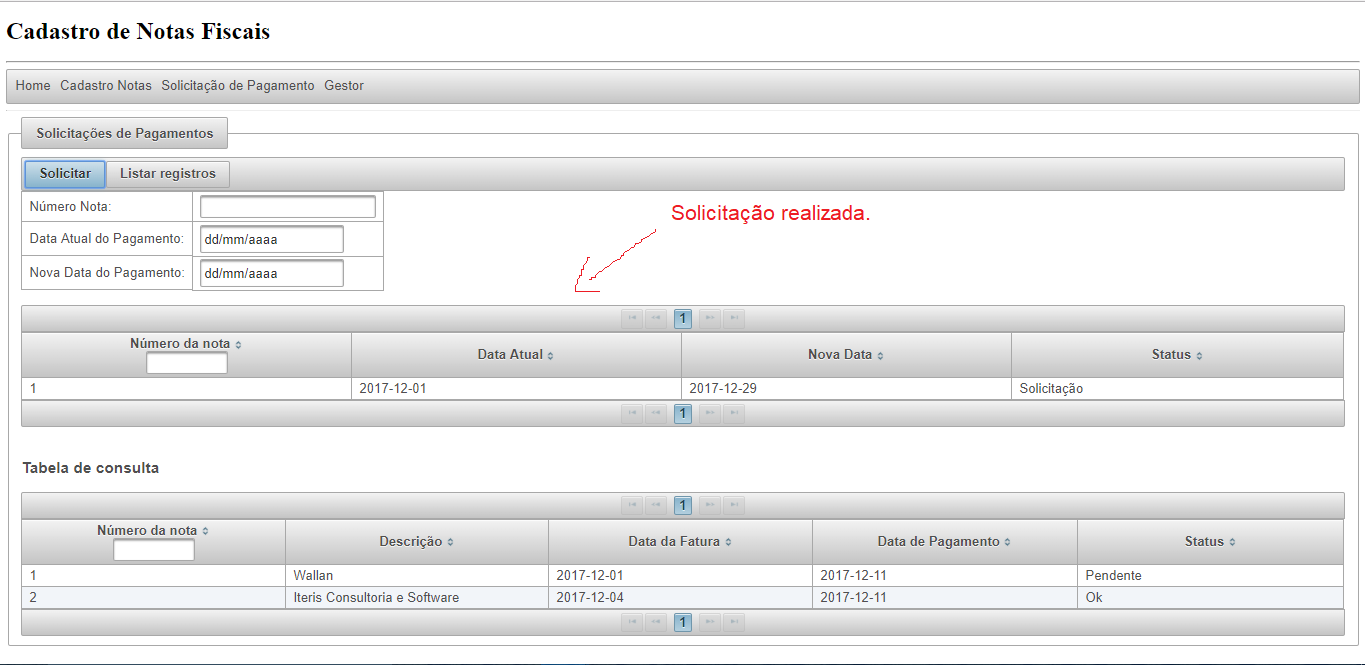 Cadastro de Notas Fiscais
Home Cadastro Notas Solicitação de Pagamento Gestor
Solicitações de Pagamentos
Solicitar Listar registros
Número Nota:
Solicitação realizada.
Data Atual do Pagamento: dd/mm/aaaa
Nova Data do Pagamento: dd/mm/aaaa
1
Número da nota Data Atual Nova Data Status
1 2017-12-01 2017-12-29 Solicitação
1
Tabela de consulta
1
Número da nota Descrição Data da Fatura Data de Pagamento Status
1 Wallan 2017-12-01 2017-12-11 Pendente
2 Iteris Consultoria e Software 2017-12-04 2017-12-11 Ok
1